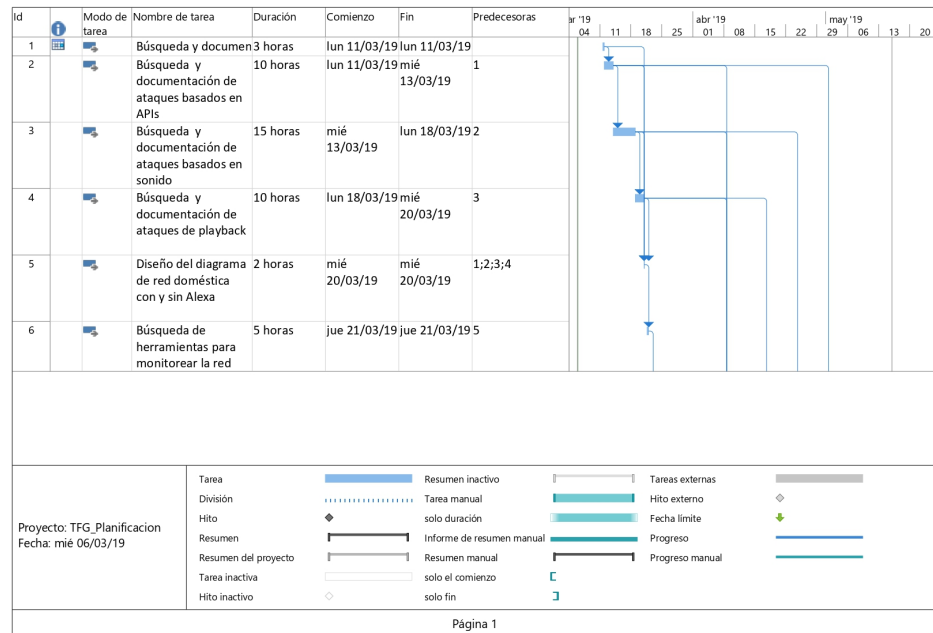 Id
Modo de
tarea
Nombre de tarea
Duración
Comienzo
Fin
Predecesoras
ar '19
abr '19
may '19
04 11 18 25 01 08 15 22 29 06 13 20
1 Búsqueda y documen 3 horas lun 11/03/19 lun 11/03/19
2 Búsqueda y 10 horas lun 11/03/19 mié 1
documentación de 13/03/19
ataques basados en
APIs
3 Búsqueda y 15 horas mié lun 18/03/19 2
documentación de 13/03/19
ataques basados en
sonido
4 Búsqueda y 10 horas lun 18/03/19 mié 3
documentación de 20/03/19
ataques de playback
5 Diseño del diagrama 2 horas mié mié 1;2;3;4
de red doméstica 20/03/19 20/03/19
con y sin Alexa
6 Búsqueda de 5 horas jue 21/03/19 jue 21/03/19 5
herramientas para
monitorear la red
Proyecto: TFG_Planificacion
Fecha: mié 06/03/19
Tarea
División
Hito
Resumen
Resumen del proyecto
Tarea inactiva
Hito inactivo
Resumen inactivo
Tarea manual
solo duración
Informe de resumen manual
Resumen manual
solo el comienzo
solo fin
Tareas externas
Hito externo
Fecha límite
Progreso
Progreso manual
Página 1